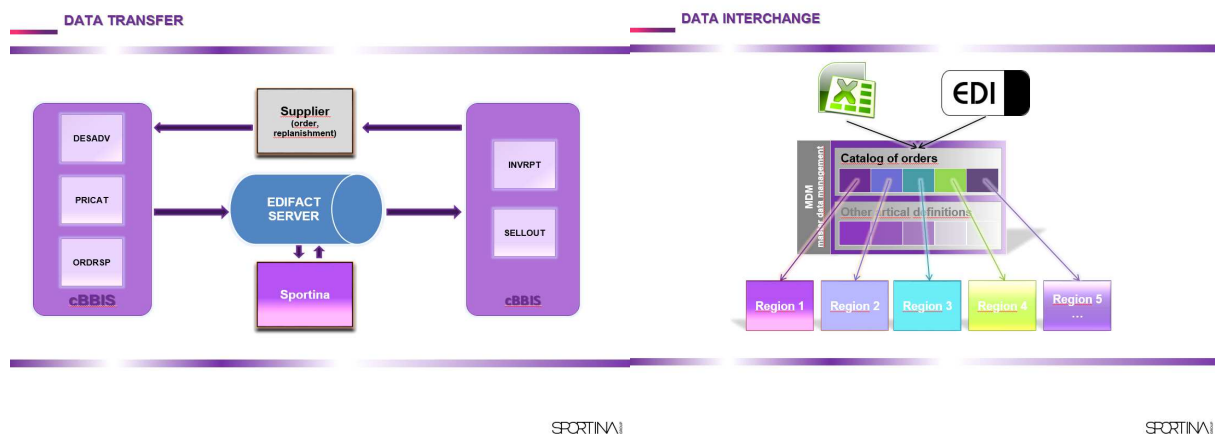 DATA TRANSFER
DESADV
PRICAT
ORDRSP
cBBIS
Supplier
(order,
replanishment)
EDIFACT
SERVER
Sportina
INVRPT
SELLOUT
cBBIS
SPORTINA
DATA INTERCHANGE
EDI
MDM
master data management
Catalog of orders
Other artical definitions
Region 1
Region 2
Region 3
Region 4
Region 5
...
SPORTINA